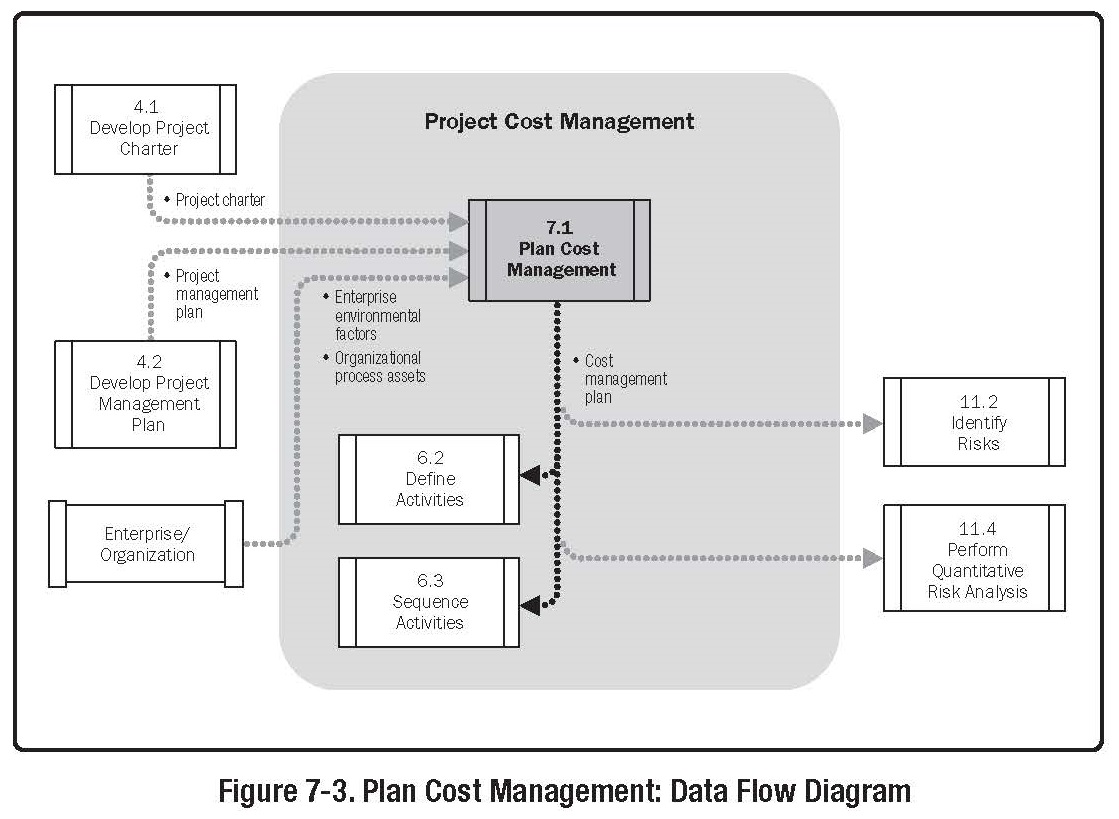 4.1
Develop Project
Charter
Project Cost Management
• Project charter
7.1
Plan Cost
Management
• Project
management
plan
• Enterprise
environmental
factors
• Organizational
process assets
4.2
Develop Project
Management
Plan
• Cost
management
plan
11.2
Identify
Risks
6.2
Define
Activities
Enterprise/
Organization
11.4
Perform
Quantitative
Risk Analysis
6.3
Sequence
Activities
Figure 7-3. Plan Cost Management: Data Flow Diagram